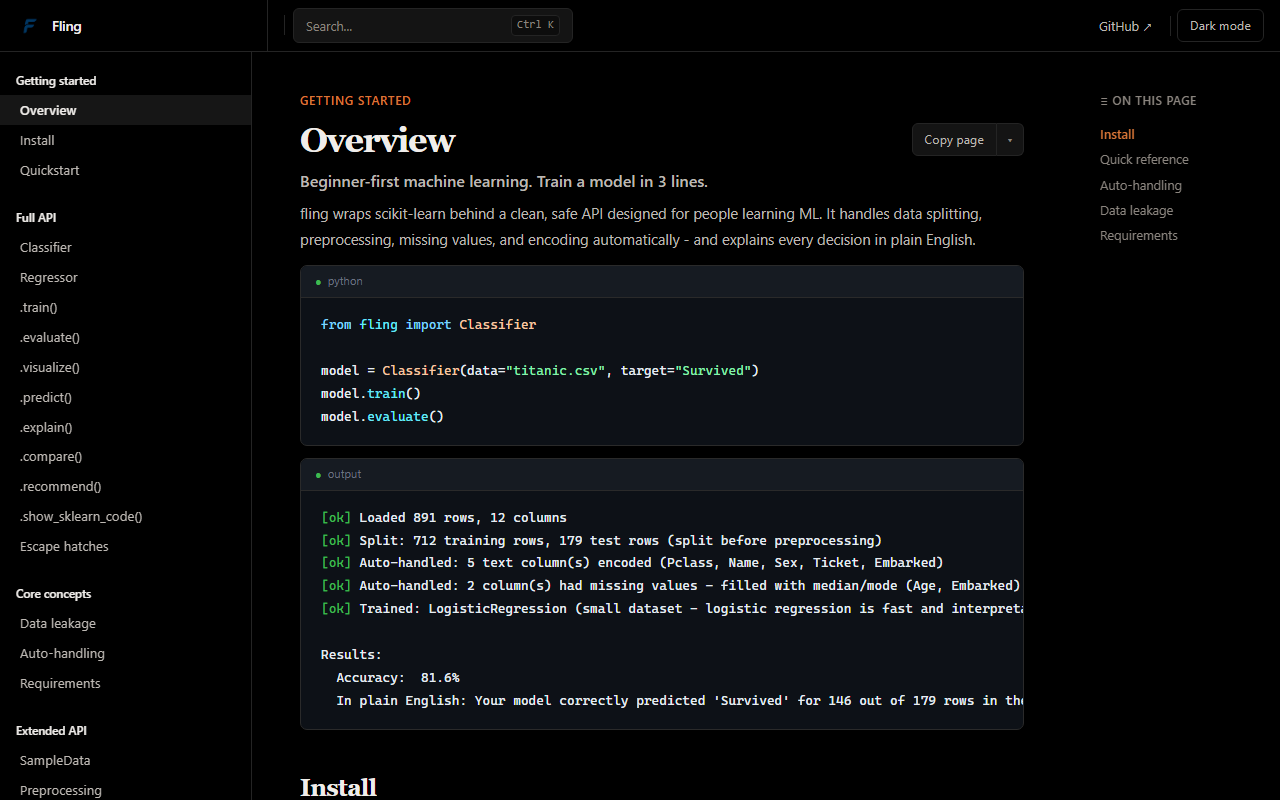 Fling
Search...
Ctrl K
GitHub ↗
Dark mode
Getting started
Overview
Install
Quickstart
Full API
Classifier
Regressor
.train()
.evaluate()
.visualize()
.predict()
.explain()
.compare()
.recommend()
.show_sklearn_code()
Escape hatches
Core concepts
Data leakage
Auto-handling
Requirements
Extended API
SampleData
Preprocessing
GETTING STARTED
Overview
Copy page
Beginner-first machine learning. Train a model in 3 lines.
fling wraps scikit-learn behind a clean, safe API designed for people learning ML. It handles data splitting,
preprocessing, missing values, and encoding automatically - and explains every decision in plain English.
python
from fling import Classifier
model = Classifier(data="titanic.csv", target="Survived")
model.train()
model.evaluate()
output
[ok] Loaded 891 rows, 12 columns
[ok] Split: 712 training rows, 179 test rows (split before preprocessing)
[ok] Auto-handled: 5 text column(s) encoded (Pclass, Name, Sex, Ticket, Embarked)
[ok] Auto-handled: 2 column(s) had missing values - filled with median/mode (Age, Embarked)
[ok] Trained: LogisticRegression (small dataset - logistic regression is fast and interpreta
Results:
Accuracy: 81.6%
In plain English: Your model correctly predicted 'Survived' for 146 out of 179 rows in the
Install
ON THIS PAGE
Install
Quick reference
Auto-handling
Data leakage
Requirements